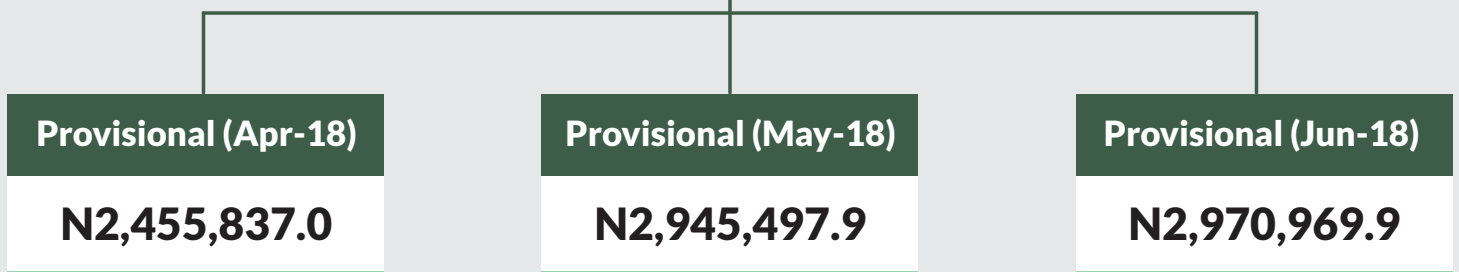 Provisional (Apr-18)
N2,455,837.0
Provisional (May-18)
N2,945,497.9
Provisional (Jun-18)
N2,970,969.9